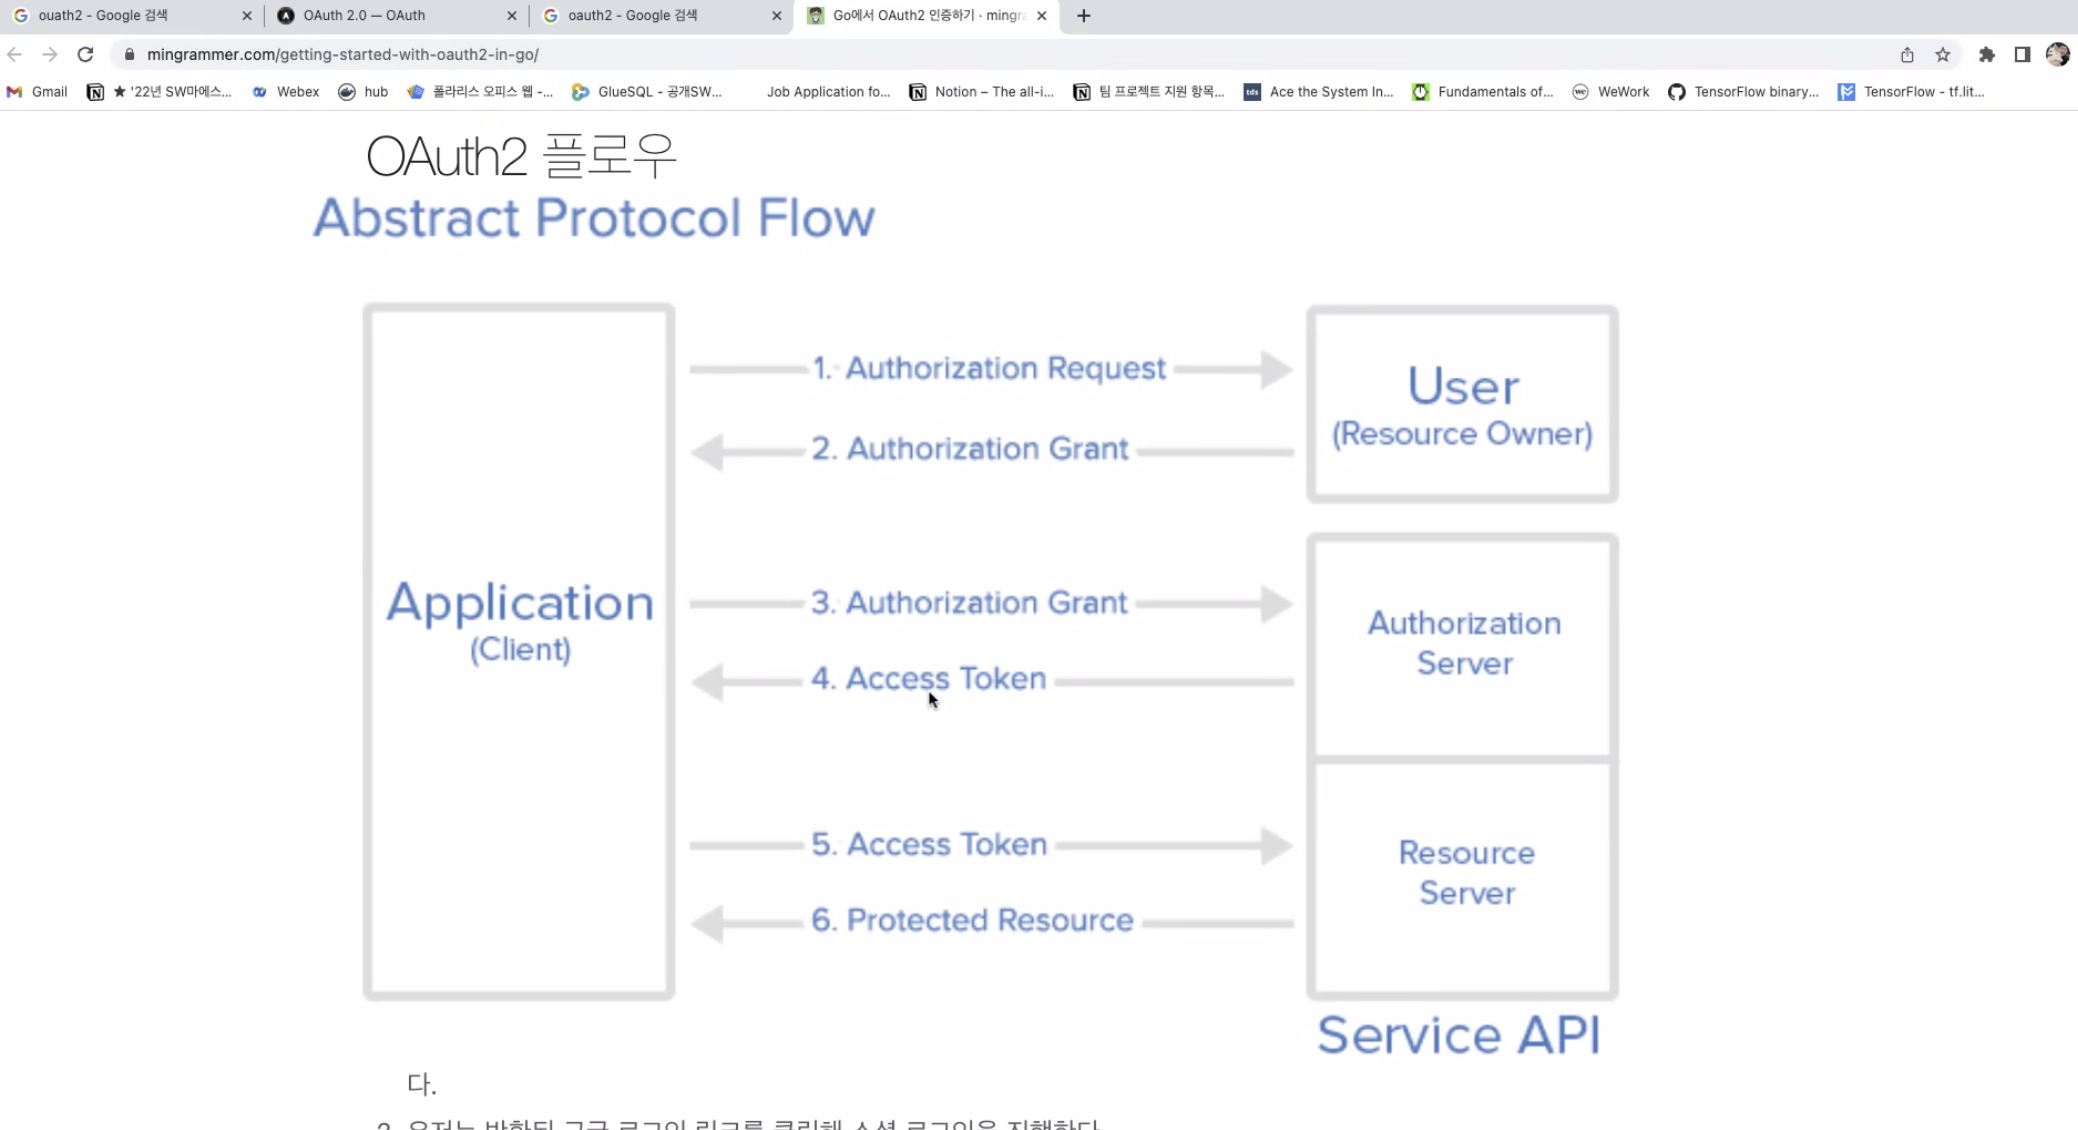 ouath2 - Google 검색
OAuth 2.0 — OAuth
oauth2 - Google 검색
Go에서 OAuth2 인증하기 · mingra
mingrammer.com/getting-started-with-oauth2-in-go/
Gmail
★ '22년 SW마에스...
Webex
hub
폴라리스 오피스 웹 -...
GlueSQL - 공개SW...
Job Application fo...
Notion – The all-i...
팀 프로젝트 지원 항목...
Ace the System In...
Fundamentals of...
WeWork
TensorFlow binary...
TensorFlow - tf.lit...
OAuth2 플로우
Abstract Protocol Flow
1. Authorization Request
User
(Resource Owner)
2. Authorization Grant
Application
(Client)
3. Authorization Grant
Authorization
Server
4. Access Token
5. Access Token
Resource
Server
6. Protected Resource
Service API
다.